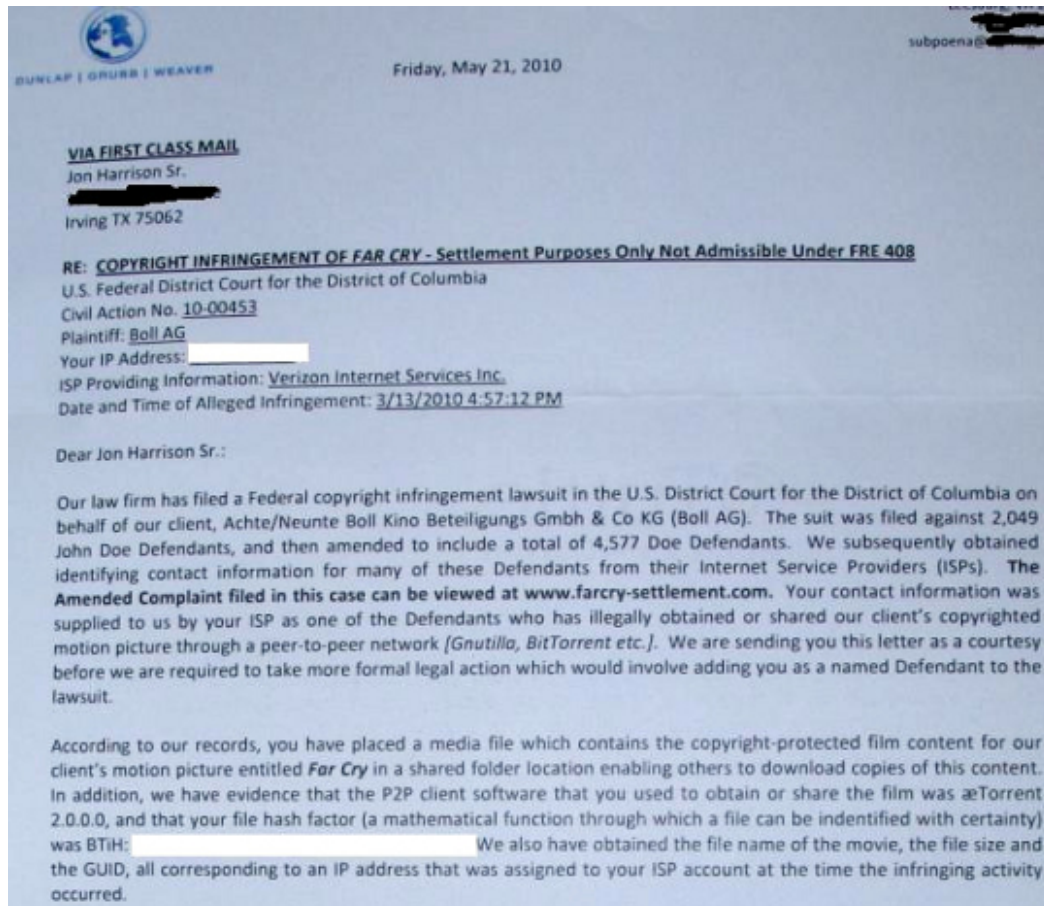 subpoena@
DUNLAP | GRUBB | WEAVER
Friday, May 21, 2010
VIA FIRST CLASS MAIL
Jon Harrison Sr.
Irving TX 75062
RE: COPYRIGHT INFRINGEMENT OF FAR CRY - Settlement Purposes Only Not Admissible Under FRE 408
U.S. Federal District Court for the District of Columbia
Civil Action No. 10-00453
Plaintiff: Boll AG
Your IP Address:
ISP Providing Information: Verizon Internet Services Inc.
Date and Time of Alleged Infringement: 3/13/2010 4:57:12 PM
Dear Jon Harrison Sr.:
Our law firm has filed a Federal copyright infringement lawsuit in the U.S. District Court for the District of Columbia on
behalf of our client, Achte/Neunte Boll Kino Beteiligungs Gmbh & Co KG (Boll AG). The suit was filed against 2,049
John Doe Defendants, and then amended to include a total of 4,577 Doe Defendants. We subsequently obtained
identifying contact information for many of these Defendants from their Internet Service Providers (ISPs). The
Amended Complaint filed in this case can be viewed at www.farcry-settlement.com. Your contact information was
supplied to us by your ISP as one of the Defendants who has illegally obtained or shared our client's copyrighted
motion picture through a peer-to-peer network [Gnutilla, BitTorrent etc.]. We are sending you this letter as a courtesy
before we are required to take more formal legal action which would involve adding you as a named Defendant to the
lawsuit.
According to our records, you have placed a media file which contains the copyright-protected film content for our
client's motion picture entitled Far Cry in a shared folder location enabling others to download copies of this content.
In addition, we have evidence that the P2P client software that you used to obtain or share the film was æTorrent
2.0.0.0, and that your file hash factor (a mathematical function through which a file can be indentified with certainty)
was BTiH: We also have obtained the file name of the movie, the file size and
the GUID, all corresponding to an IP address that was assigned to your ISP account at the time the infringing activity
occurred.